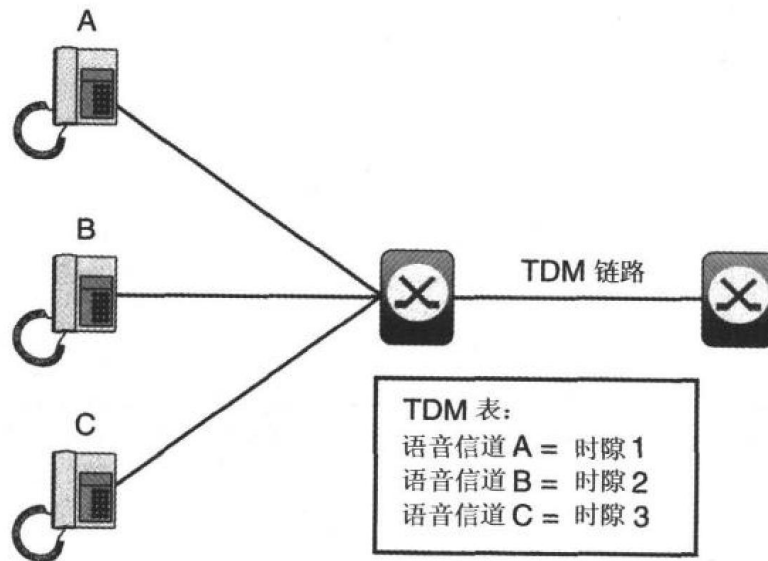 A
B
TDM 链路
C
TDM 表：
语音信道 A = 时隙 1
语音信道 B = 时隙 2
语音信道 C = 时隙 3